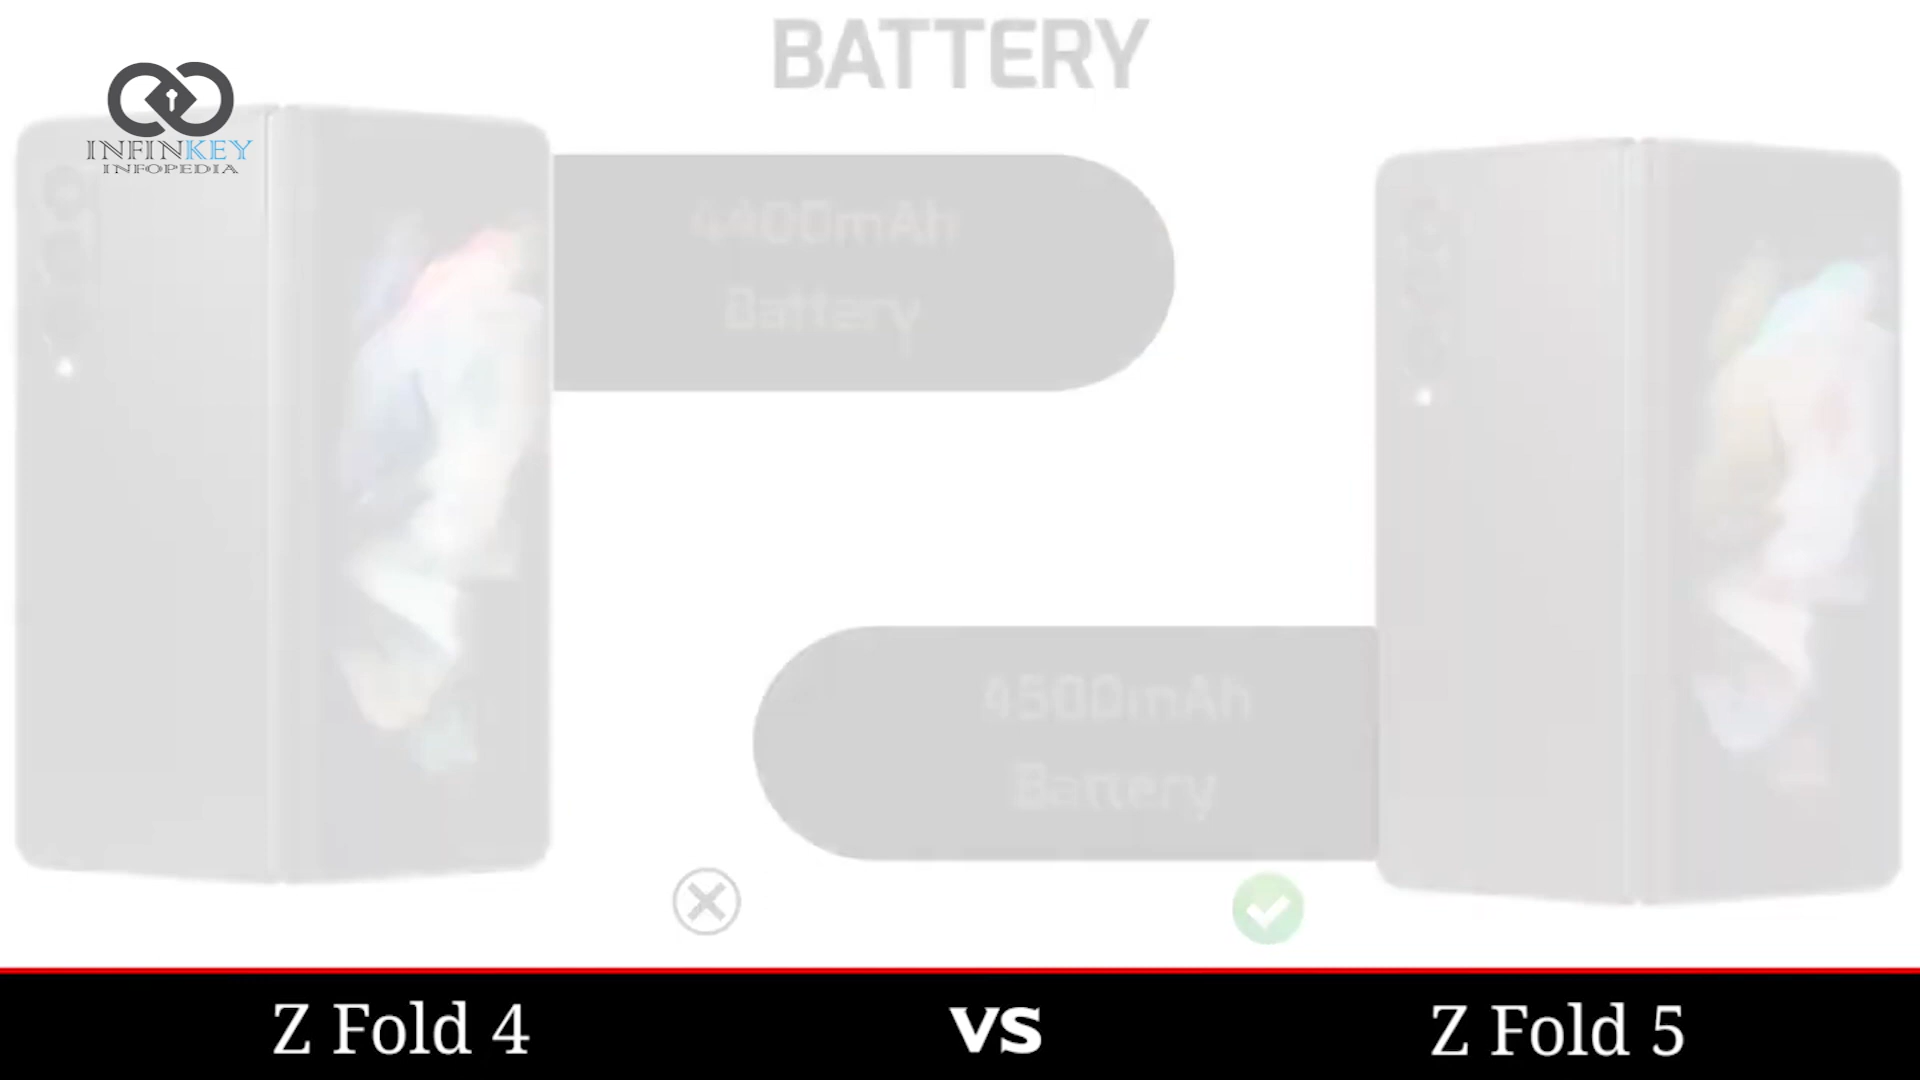 BATTERY
INFINKEY
INFOPEDIA
4400mAh
Battery
4500mAh
Battery
Z Fold 4
VS
Z Fold 5